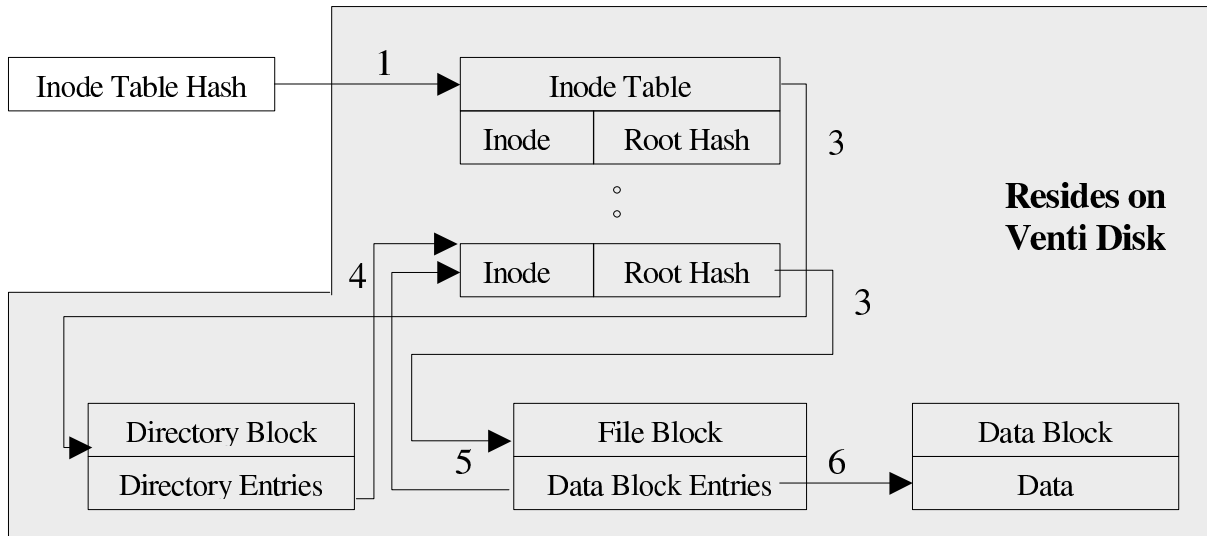 Inode Table Hash
1
Inode Table
Inode
Root Hash
3
Resides on
Venti Disk
4
Inode
Root Hash
3
Directory Block
Directory Entries
5
File Block
Data Block Entries
6
Data Block
Data